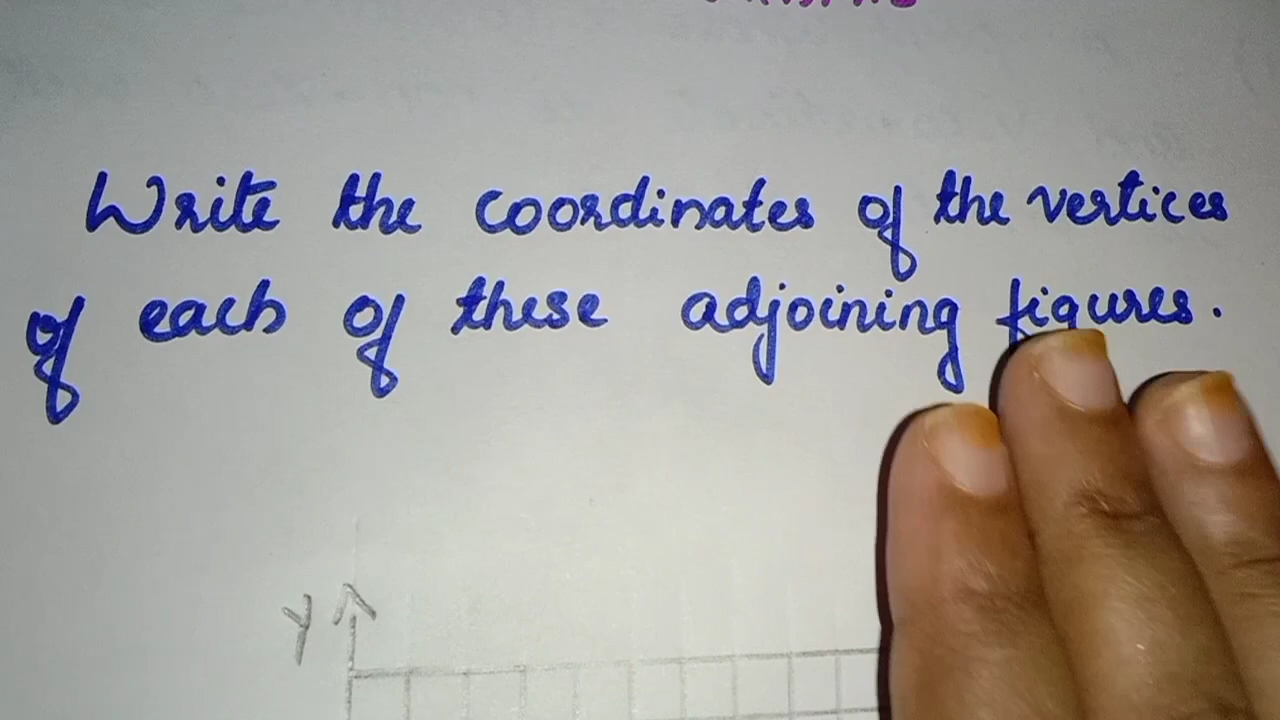 Write the coordinates of the vertices
of each of these adjoining figures.
Y